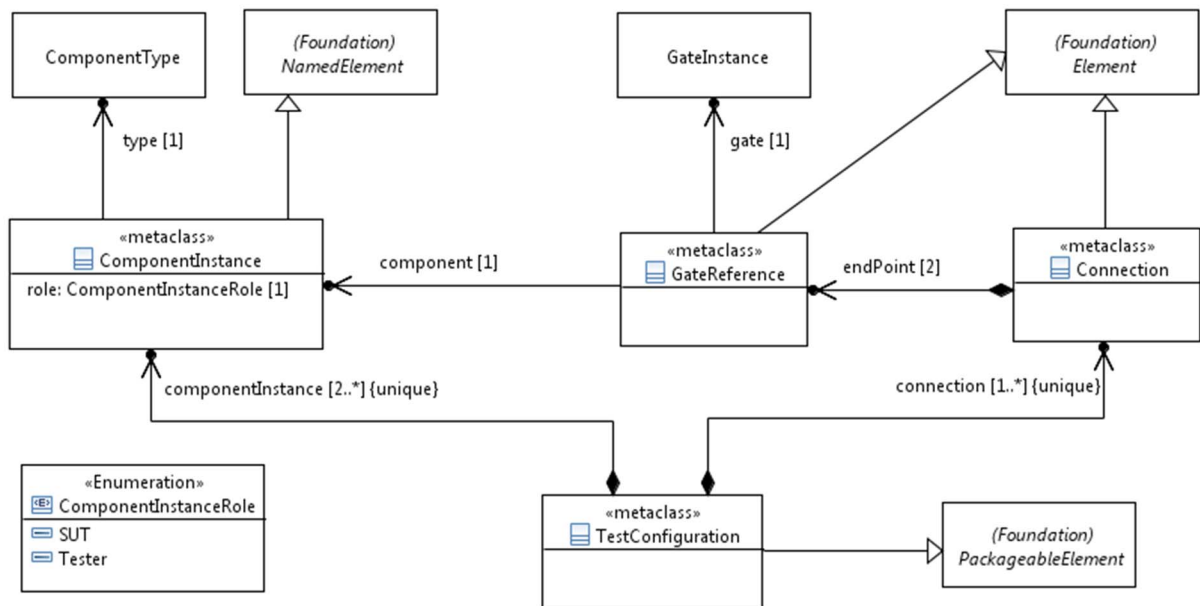 ComponentType
(Foundation)
NamedElement
GateInstance
(Foundation)
Element
type [1]
gate [1]
«metaclass»
ComponentInstance
role: ComponentInstanceRole [1]
component [1]
«metaclass»
GateReference
endPoint [2]
«metaclass»
Connection
componentInstance [2..*] {unique}
connection [1..*] {unique}
«Enumeration»
<E> ComponentInstanceRole
SUT
Tester
«metaclass»
TestConfiguration
(Foundation)
PackageableElement